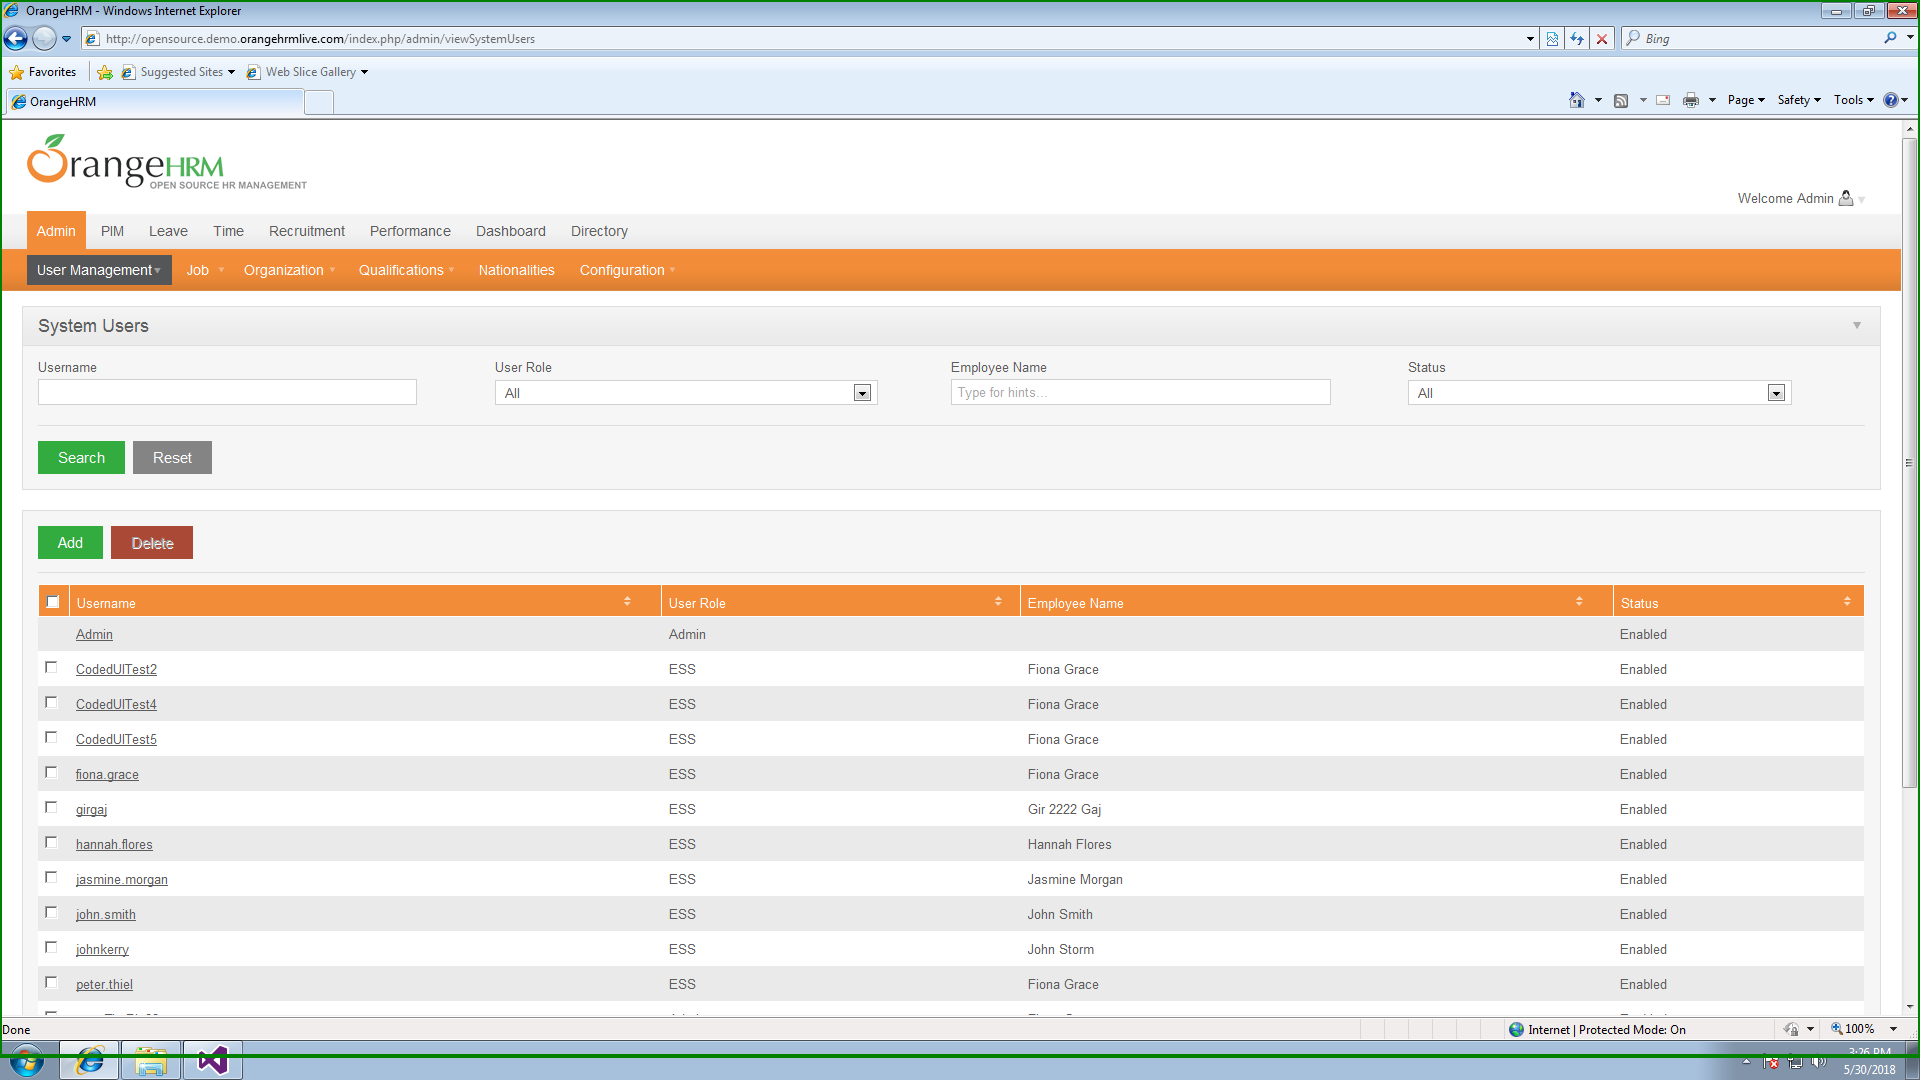 OrangeHRM - Windows Internet Explorer
http://opensource.demo.orangehrmlive.com/index.php/admin/viewSystemUsers
Bing
Favorites Suggested Sites Web Slice Gallery
OrangeHRM
Page Safety Tools
OrangeHRM
OPEN SOURCE HR MANAGEMENT
Welcome Admin
Admin PIM Leave Time Recruitment Performance Dashboard Directory
User Management Job Organization Qualifications Nationalities Configuration
System Users
Username User Role Employee Name Status
All Type for hints... All
Search Reset
Add Delete
Username User Role Employee Name Status
Admin Admin Enabled
CodedUITest2 ESS Fiona Grace Enabled
CodedUITest4 ESS Fiona Grace Enabled
CodedUITest5 ESS Fiona Grace Enabled
fiona.grace ESS Fiona Grace Enabled
girgaj ESS Gir 2222 Gaj Enabled
hannah.flores ESS Hannah Flores Enabled
jasmine.morgan ESS Jasmine Morgan Enabled
john.smith ESS John Smith Enabled
johnkerry ESS John Storm Enabled
peter.thiel ESS Fiona Grace Enabled
Done Internet | Protected Mode: On 100%
3:26 PM
5/30/2018